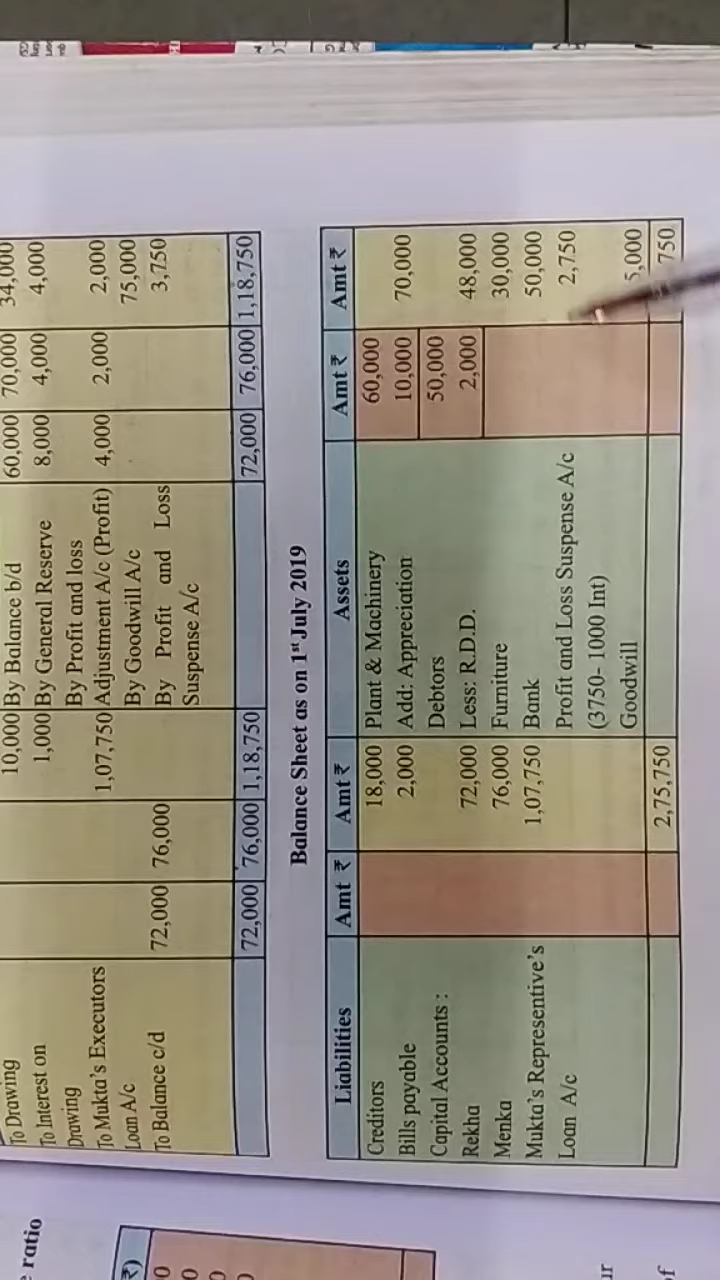 To Drawing 10,000 By Balance b/d 60,000 70,000 34,000
To Interest on 1,000 By General Reserve 8,000 4,000 4,000
Drawing By Profit and loss
To Mukta's Executors 1,07,750 Adjustment A/c (Profit) 4,000 2,000 2,000
Loan A/c By Goodwill A/c 75,000
To Balance c/d 72,000 76,000 By Profit and Loss 3,750
Suspense A/c
72,000 76,000 1,18,750 72,000 76,000 1,18,750
Balance Sheet as on 1st July 2019
Liabilities Amt ₹ Amt ₹ Assets Amt ₹ Amt ₹
Creditors 18,000 Plant & Machinery 60,000
Bills payable 2,000 Add: Appreciation 10,000 70,000
Capital Accounts : Debtors 50,000
Rekha 72,000 Less: R.D.D. 2,000 48,000
Menka 76,000 Furniture 30,000
Mukta's Representative's 1,07,750 Bank 50,000
Loan A/c Profit and Loss Suspense A/c 2,750
(3750- 1000 Int)
Goodwill 5,000
2,75,750 750
ratio
₹)